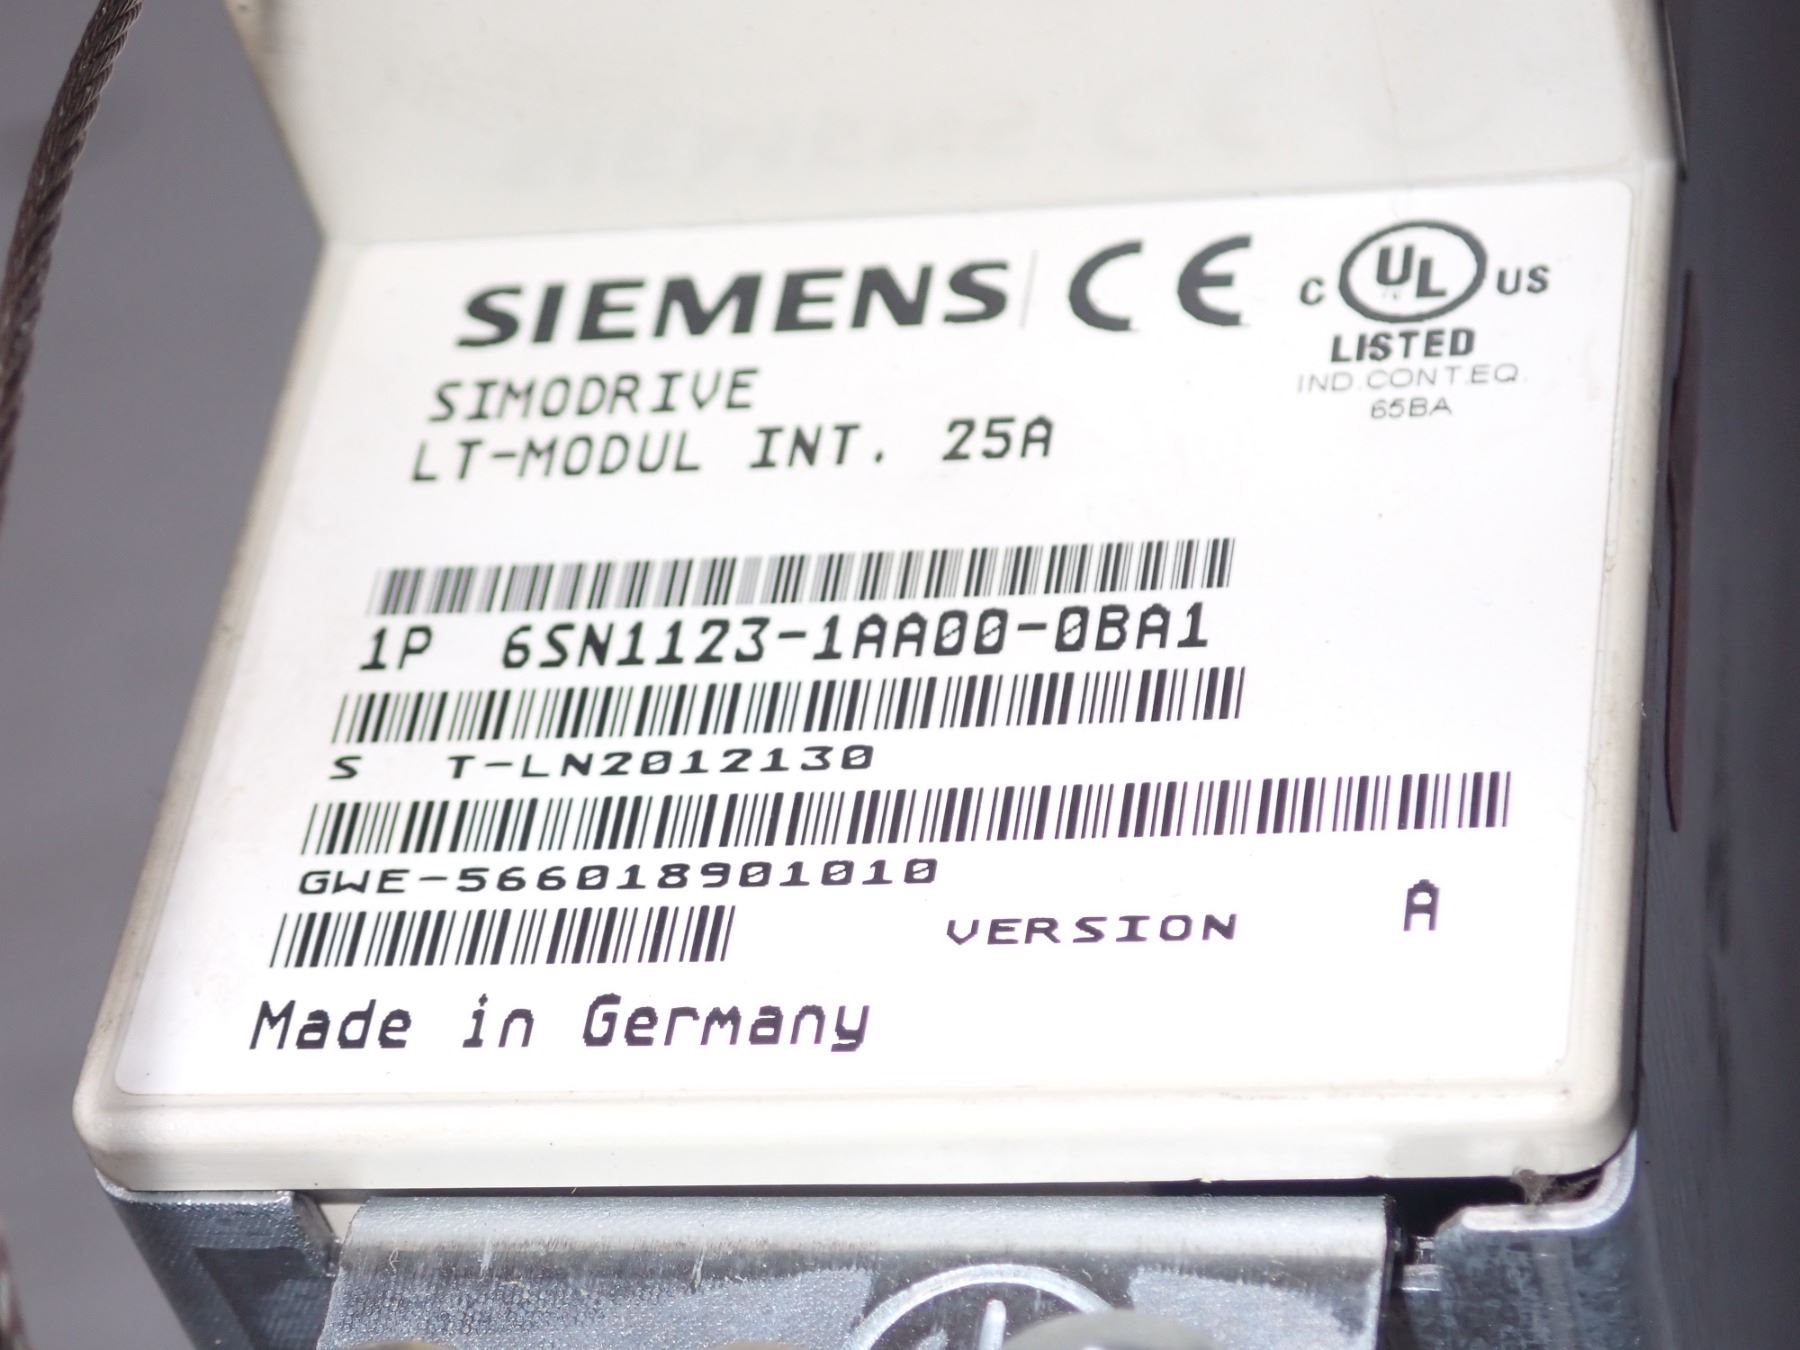 SIEMENS CE
C UL US
LISTED
IND.CONT.EQ.
65BA
SIMODRIVE
LT-MODUL INT. 25A
1P 6SN1123-1AA00-0BA1
S T-LN2012130
GWE-566018901010
VERSION A
Made in Germany